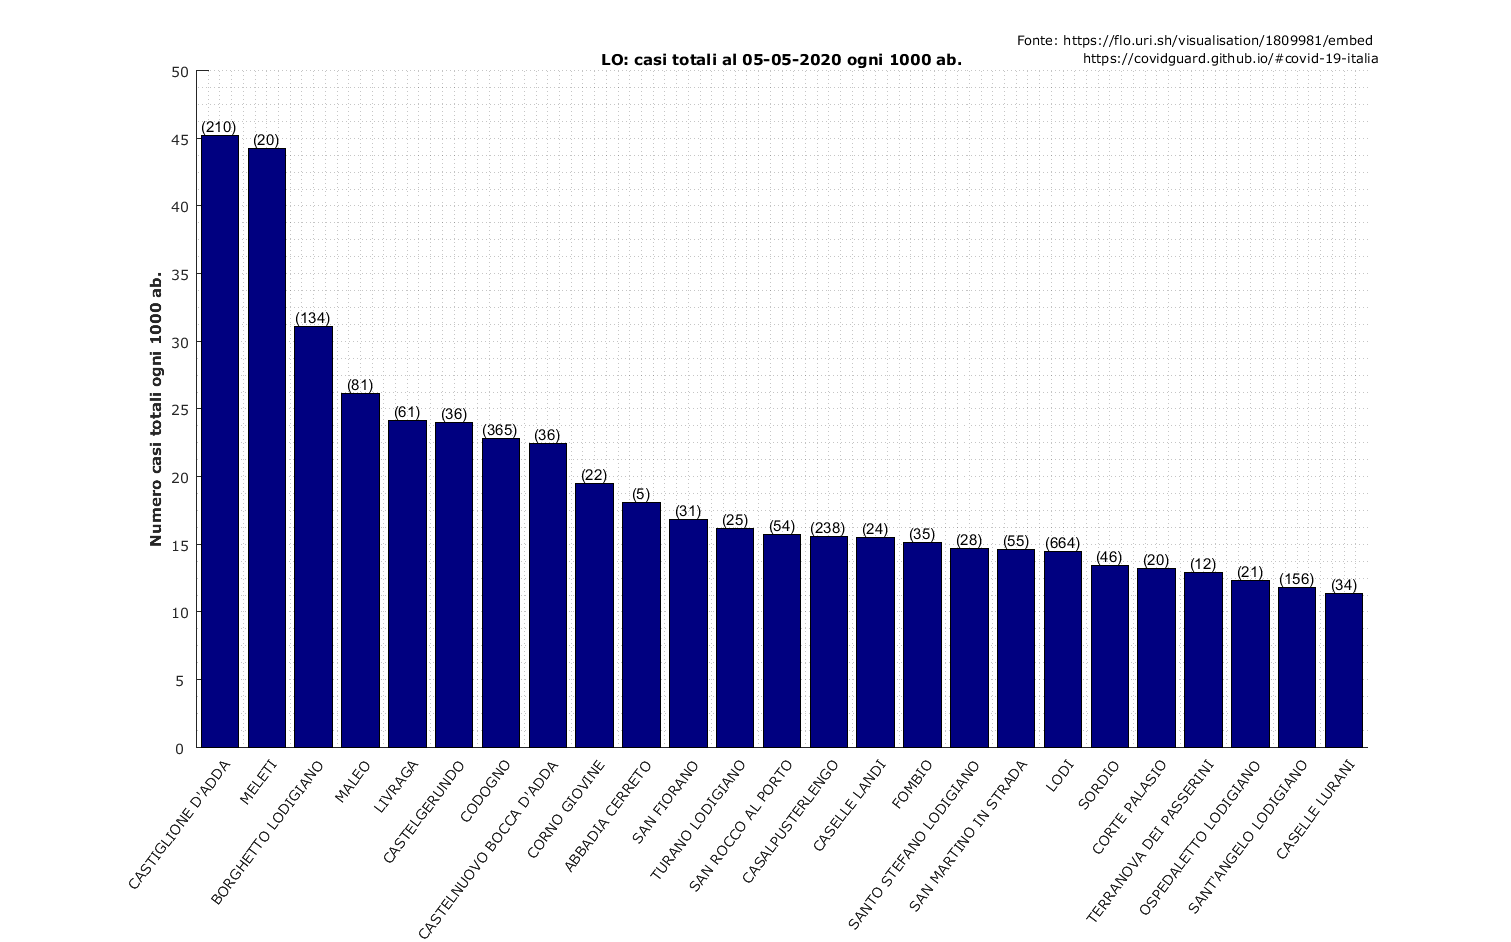 Fonte: https://flo.uri.sh/visualisation/1809981/embed
https://covidguard.github.io/#covid-19-italia
LO: casi totali al 05-05-2020 ogni 1000 ab.
Numero casi totali ogni 1000 ab.
50
45
40
35
30
25
20
15
10
5
0
(210)
(20)
(134)
(81)
(61)
(36)
(365)
(36)
(22)
(5)
(31)
(25)
(54)
(238)
(24)
(35)
(28)
(55)
(664)
(46)
(20)
(12)
(21)
(156)
(34)
CASTIGLIONE D'ADDA
MELETI
BORGHETTO LODIGIANO
MALEO
LIVRAGA
CASTELGERUNDO
CODOGNO
CASTELNUOVO BOCCA D'ADDA
CORNO GIOVINE
ABBADIA CERRETO
SAN FIORANO
TURANO LODIGIANO
SAN ROCCO AL PORTO
CASALPUSTERLENGO
CASELLE LANDI
FOMBIO
SANTO STEFANO LODIGIANO
SAN MARTINO IN STRADA
LODI
SORDIO
CORTE PALASIO
TERRANOVA DEI PASSERINI
OSPEDALETTO LODIGIANO
SANT'ANGELO LODIGIANO
CASELLE LURANI